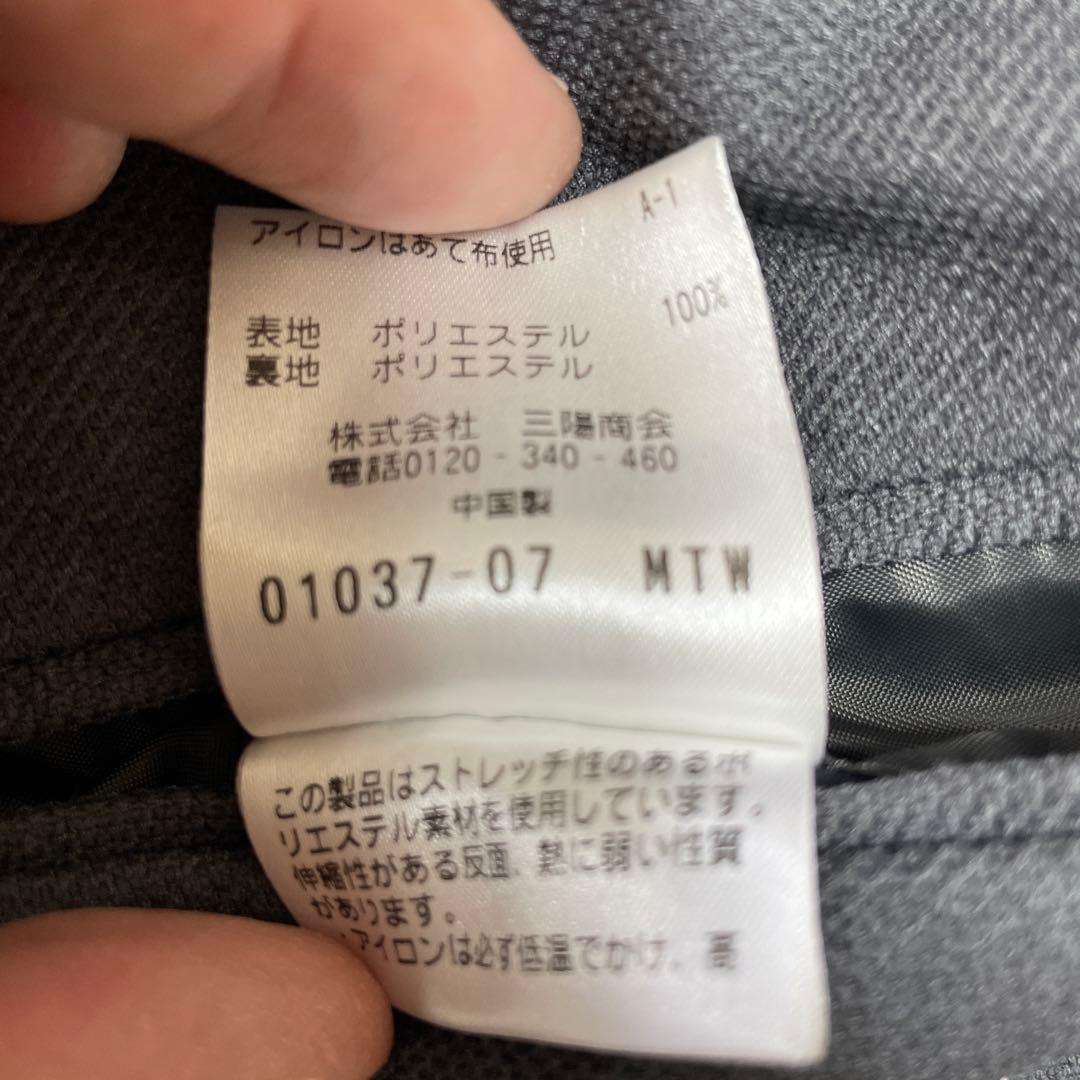 A-1
アイロンはあて布使用
表地 ポリエステル 100%
裏地 ポリエステル
株式会社 三陽商会
電話0120-340-460
中国製
01037-07 MTW
この製品はストレッチ性のあるポ
リエステル素材を使用しています。
伸縮性がある反面、熱に弱い性質
があります。
アイロンは必ず低温でかけ、